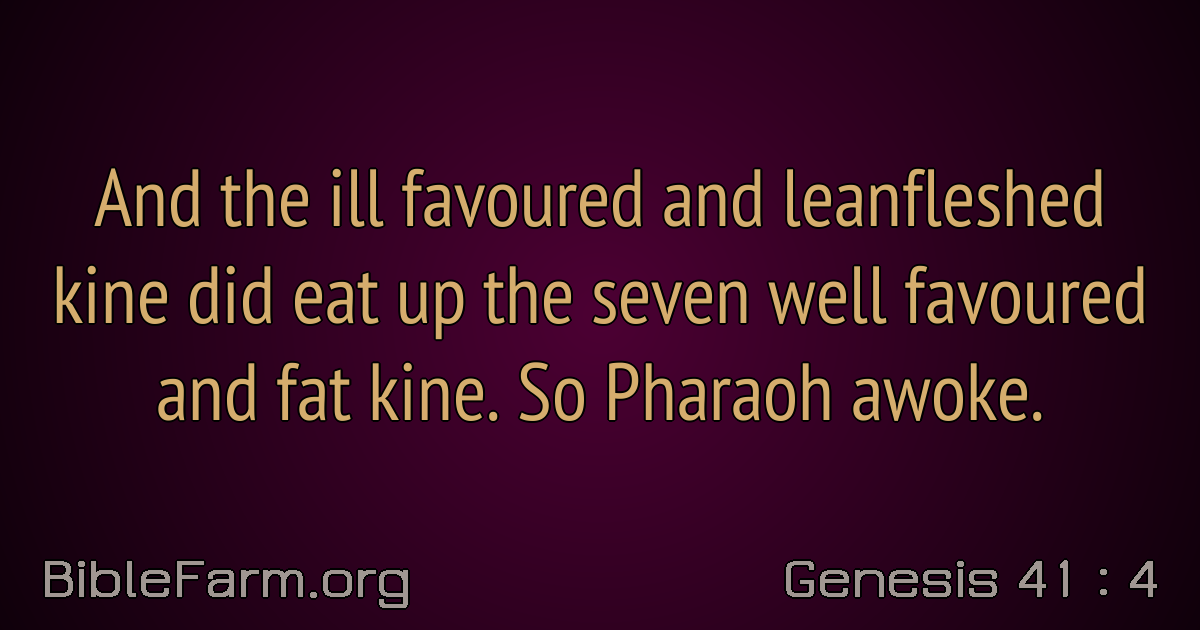 And the ill favoured and leanfleshed
kine did eat up the seven well favoured
and fat kine. So Pharaoh awoke.
BibleFarm.org
Genesis 41 : 4